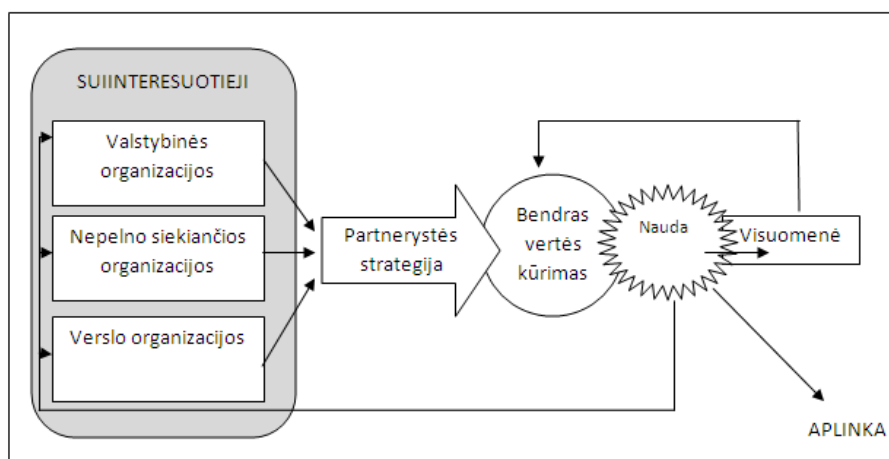 SUIINTERESUOTIEJI
Valstybinės
organizacijos
Nepelno siekiančios
organizacijos
Verslo organizacijos
Partnerystės
strategija
Bendras
vertės
kūrimas
Nauda
Visuomenė
APLINKA